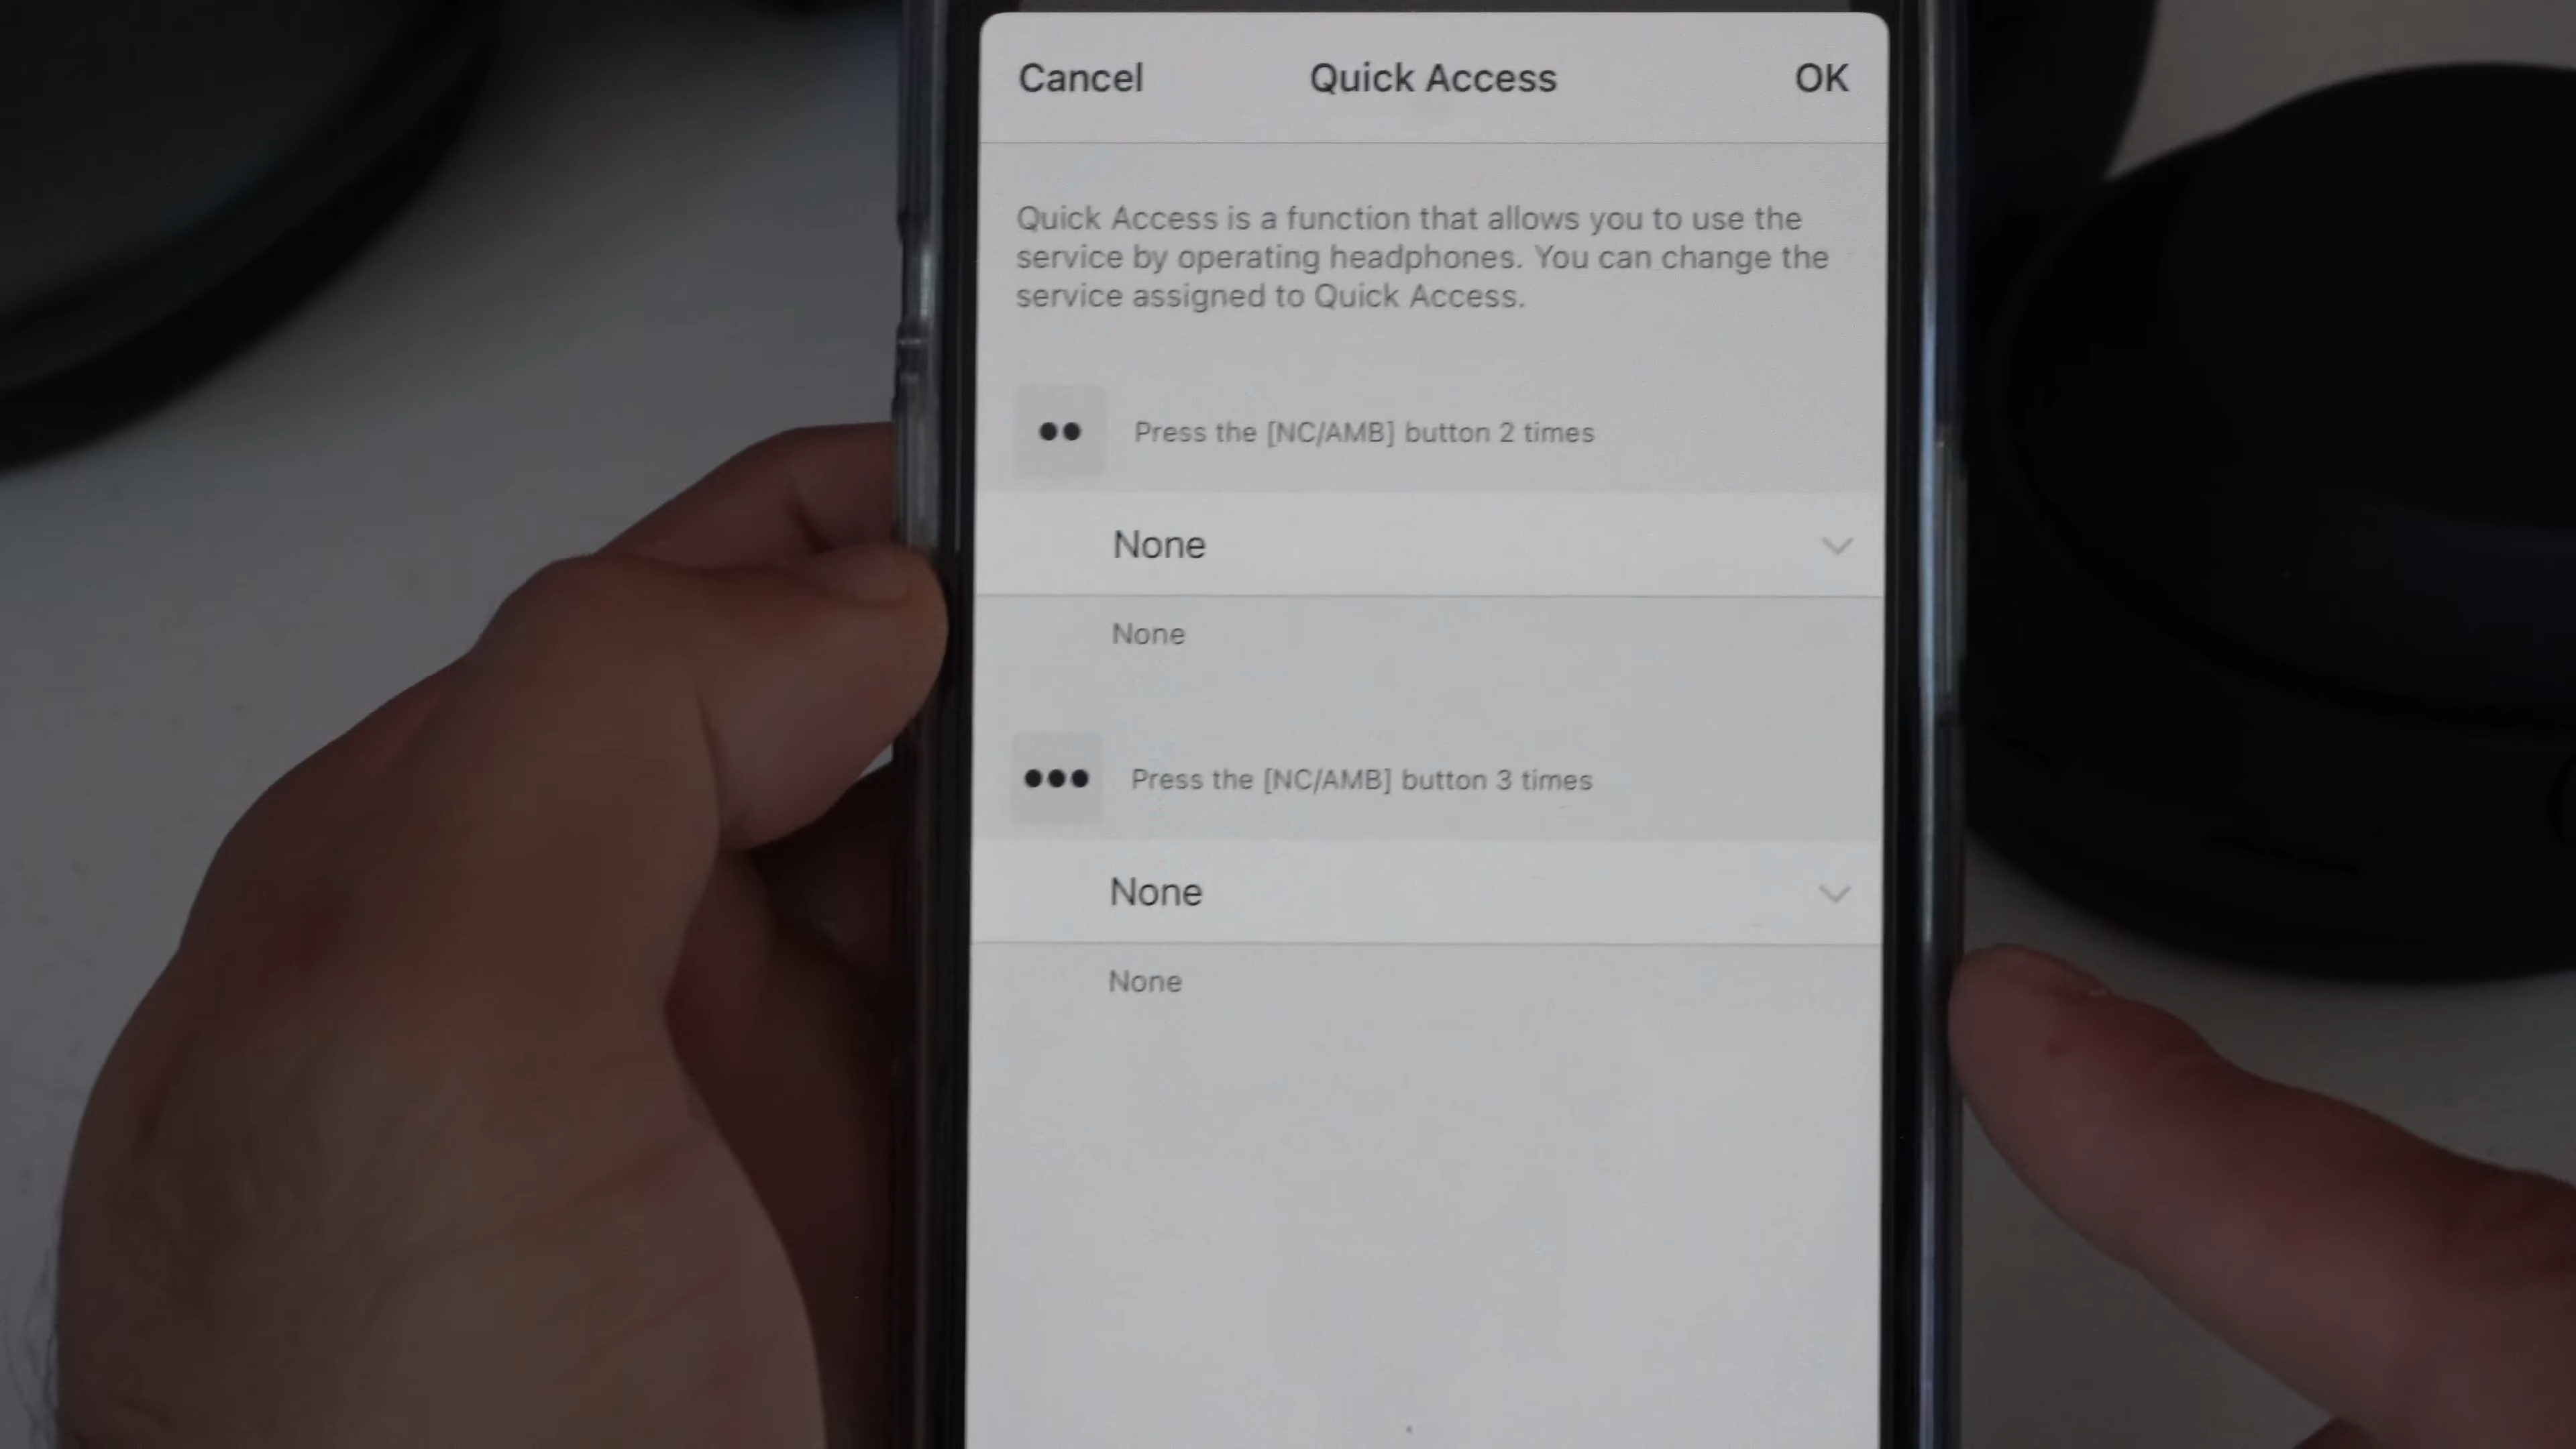 Cancel Quick Access OK
Quick Access is a function that allows you to use the
service by operating headphones. You can change the
service assigned to Quick Access.
Press the [NC/AMB] button 2 times
None
None
Press the [NC/AMB] button 3 times
None
None